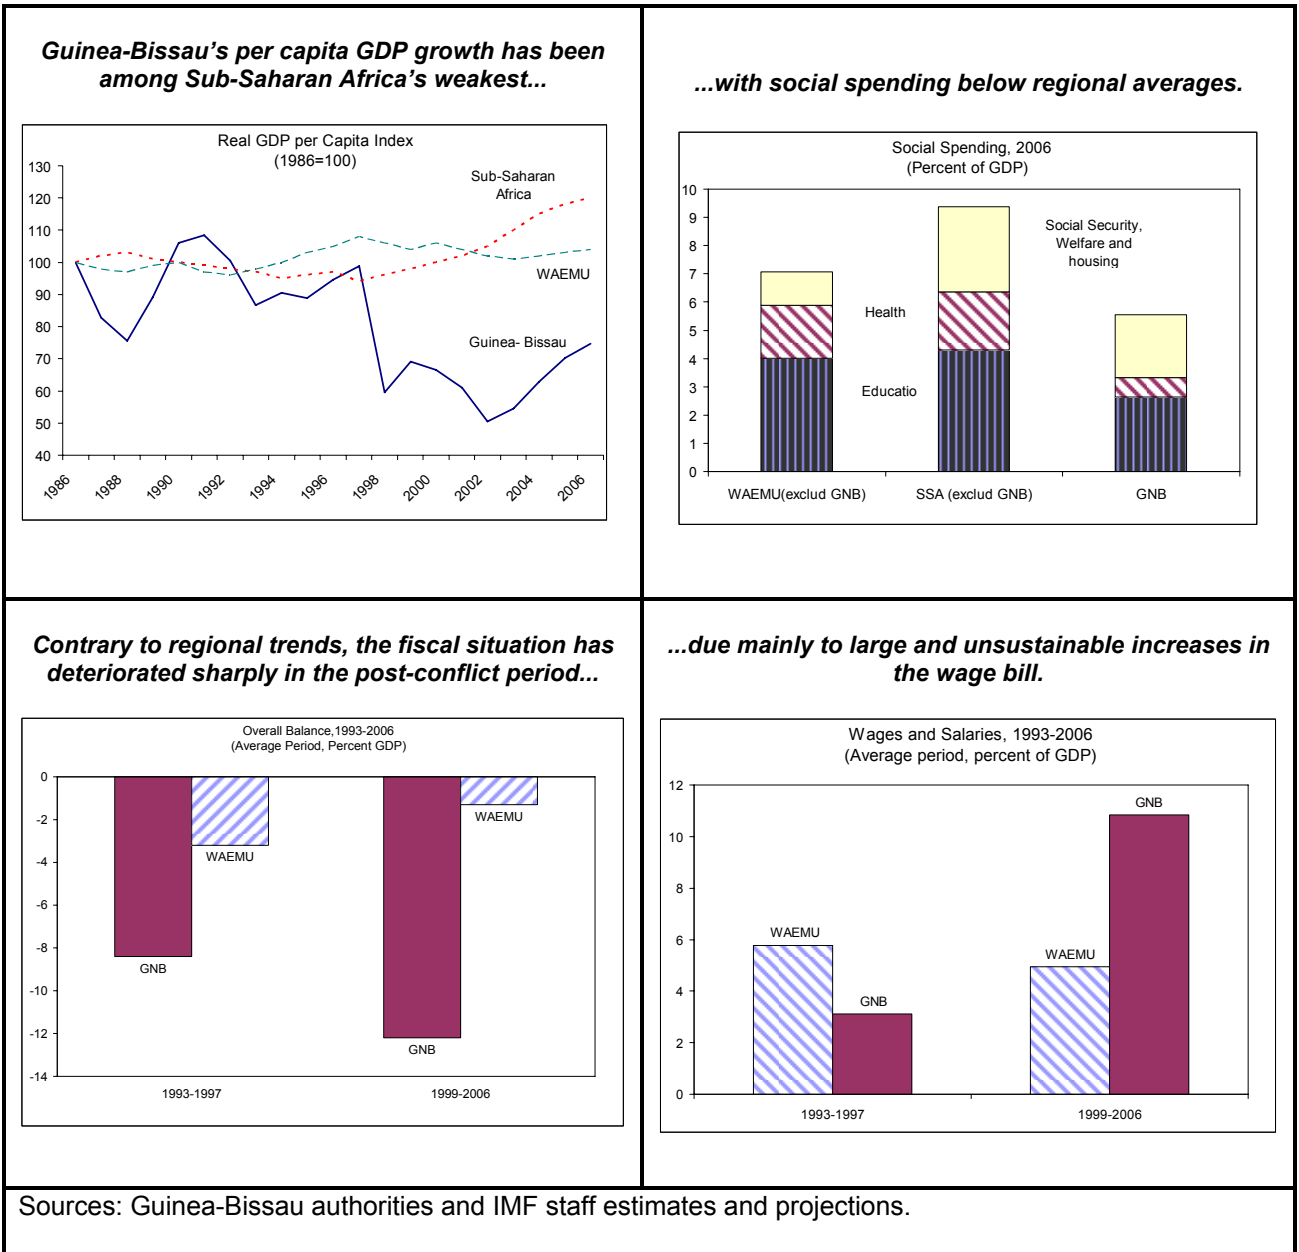 Guinea-Bissau's per capita GDP growth has been
among Sub-Saharan Africa's weakest...
Real GDP per Capita Index
(1986=100)
130
120
110
100
90
80
70
60
50
40
Sub-Saharan
Africa
WAEMU
Guinea- Bissau
1986
1988
1990
1992
1994
1996
1998
2000
2002
2004
2006
...with social spending below regional averages.
Social Spending, 2006
(Percent of GDP)
10
9
8
7
6
5
4
3
2
1
0
Social Security,
Welfare and
housing
Health
Educatio
WAEMU(exclud GNB)
SSA (exclud GNB)
GNB
Contrary to regional trends, the fiscal situation has
deteriorated sharply in the post-conflict period...
Overall Balance,1993-2006
(Average Period, Percent GDP)
0
-2
-4
-6
-8
-10
-12
-14
WAEMU
GNB
WAEMU
GNB
1993-1997
1999-2006
...due mainly to large and unsustainable increases in
the wage bill.
Wages and Salaries, 1993-2006
(Average period, percent of GDP)
12
10
8
6
4
2
0
WAEMU
GNB
WAEMU
GNB
1993-1997
1999-2006
Sources: Guinea-Bissau authorities and IMF staff estimates and projections.